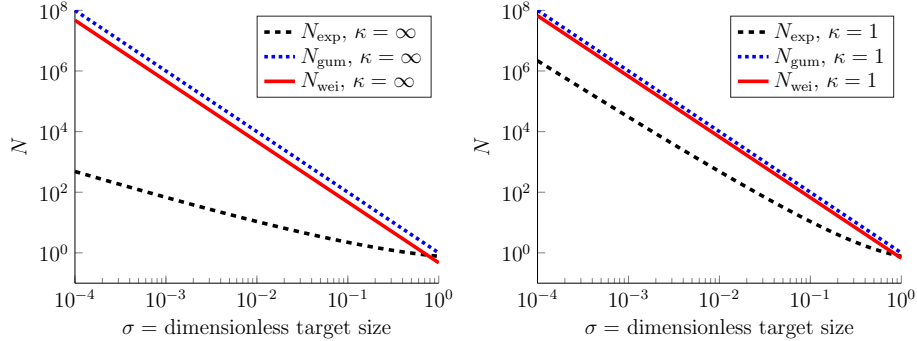 10^8
10^6
10^4
10^2
10^0
N
N_exp, κ = ∞
N_gum, κ = ∞
N_wei, κ = ∞
10^−4 10^−3 10^−2 10^−1 10^0
σ = dimensionless target size
10^8
10^6
10^4
10^2
10^0
N
N_exp, κ = 1
N_gum, κ = 1
N_wei, κ = 1
10^−4 10^−3 10^−2 10^−1 10^0
σ = dimensionless target size